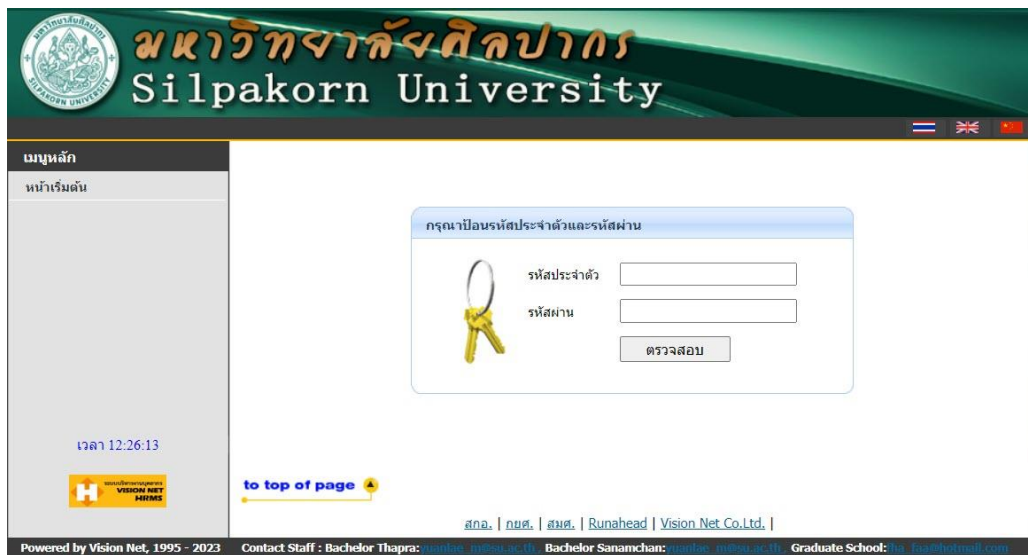 มหาวิทยาลัยศิลปากร
Silpakorn University
เมนูหลัก
หน้าเริ่มต้น
กรุณาป้อนรหัสประจำตัวและรหัสผ่าน
รหัสประจำตัว
รหัสผ่าน
ตรวจสอบ
เวลา 12:26:13
VISION NET
HRMS
to top of page
สกอ. | กยศ. | สมศ. | Runahead | Vision Net Co.Ltd. |
Powered by Vision Net, 1995 - 2023 Contact Staff : Bachelor Thapra: Bachelor Sanamchan: Graduate School: